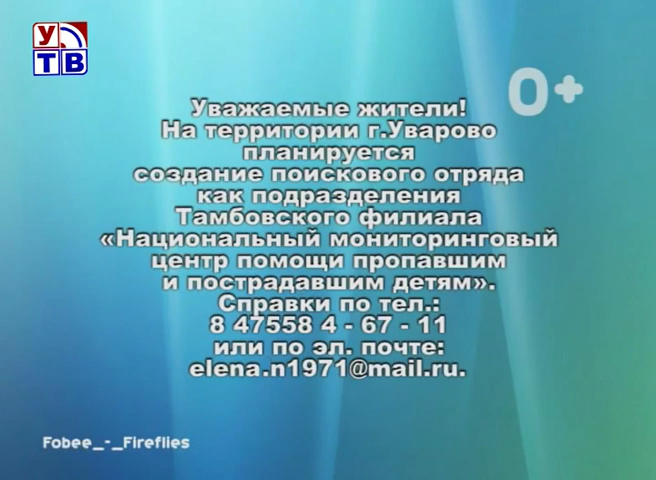 У
ТВ
0+
Уважаемые жители!
На территории г.Уварово
планируется
создание поискового отряда
как подразделения
Тамбовского филиала
«Национальный мониторинговый
центр помощи пропавшим
и пострадавшим детям».
Справки по тел.:
8 47558 4 - 67 - 11
или по эл. почте:
elena.n1971@mail.ru.
Fobee_-_Fireflies